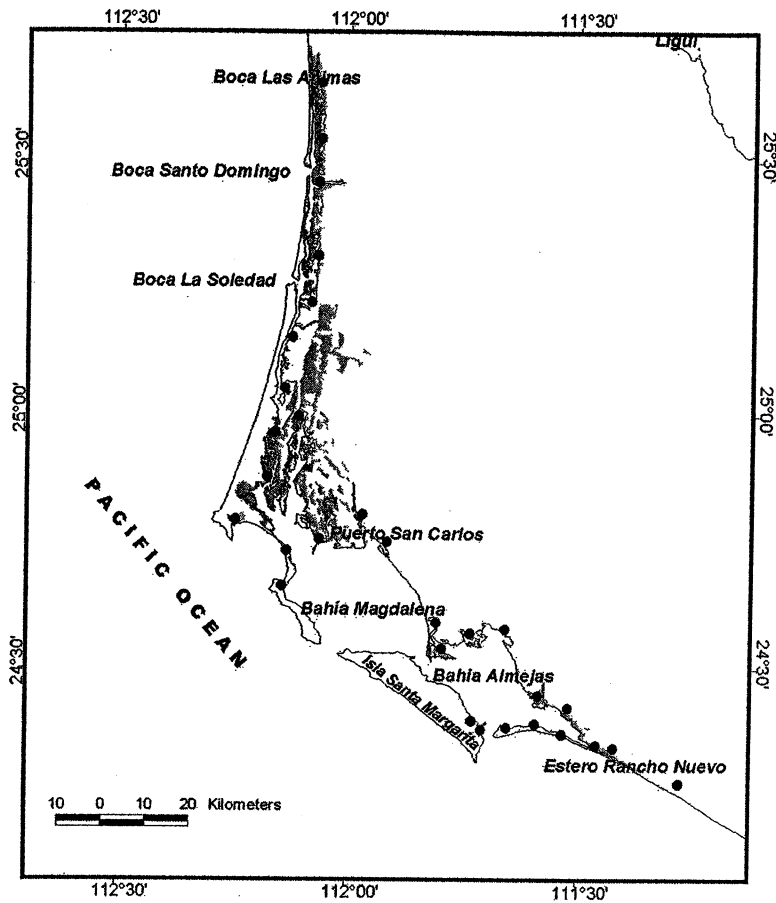 112°30' 112°00' 111°30'
Ligui
Boca Las Animas
25°30' 25°30'
Boca Santo Domingo
Boca La Soledad
25°00' 25°00'
PACIFIC OCEAN
Puerto San Carlos
Bahía Magdalena
24°30' 24°30'
Isla Santa Margarita
Bahia Almejas
Estero Rancho Nuevo
10 0 10 20 Kilometers
112°30' 112°00' 111°30'